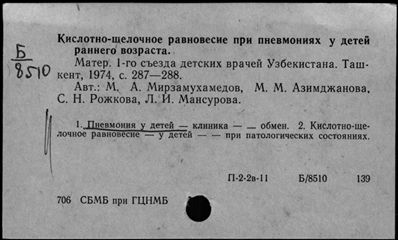 Б
8510
Кислотно-щелочное равновесие при пневмониях у детей
раннего возраста.
Матер. 1-го съезда детских врачей Узбекистана. Таш-
кент, 1974, с. 287—288.
Авт.: М. А. Мирзамухамедов, М. М. Азимджанова,
С. Н. Рожкова, Л. И. Мансурова.
1. Пневмония у детей — клиника — — обмен. 2. Кислотно-ще-
лочное равновесие — у детей — — при патологических состояниях.
П-2-2в-11 Б/8510 139
706 СБМБ при ГЦНМБ